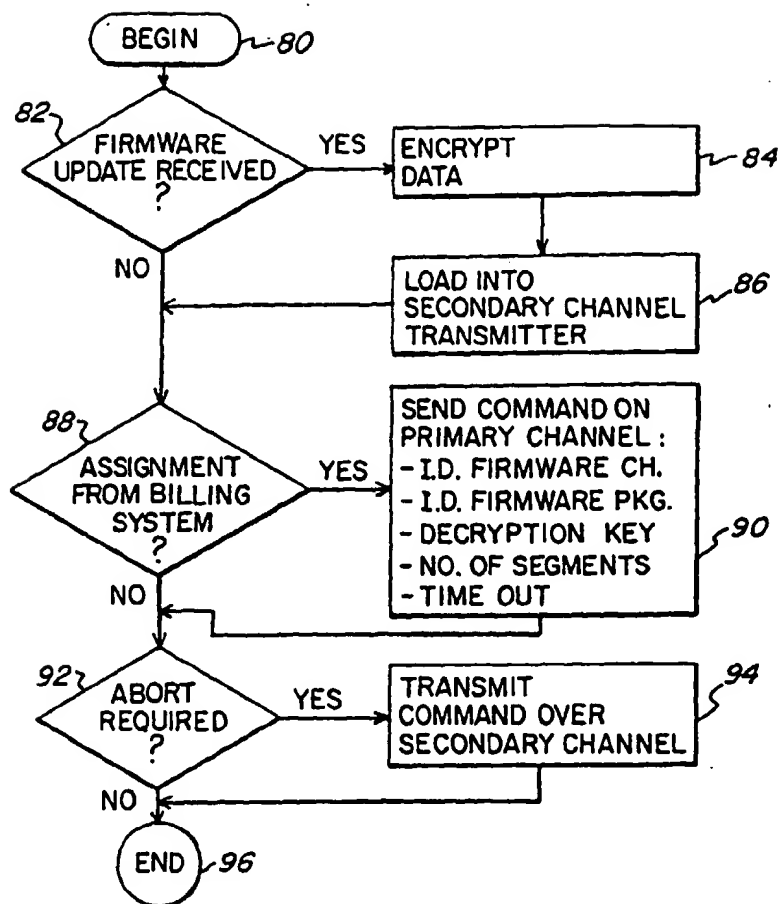 BEGIN
80
82
FIRMWARE
UPDATE RECEIVED
?
YES
NO
ENCRYPT
DATA
84
LOAD INTO
SECONDARY CHANNEL
TRANSMITTER
86
88
ASSIGNMENT
FROM BILLING
SYSTEM
?
YES
NO
SEND COMMAND ON
PRIMARY CHANNEL :
- I.D. FIRMWARE CH.
- I.D. FIRMWARE PKG.
- DECRYPTION KEY
- NO. OF SEGMENTS
- TIME OUT
90
92
ABORT
REQUIRED
?
YES
NO
TRANSMIT
COMMAND OVER
SECONDARY CHANNEL
94
END
96